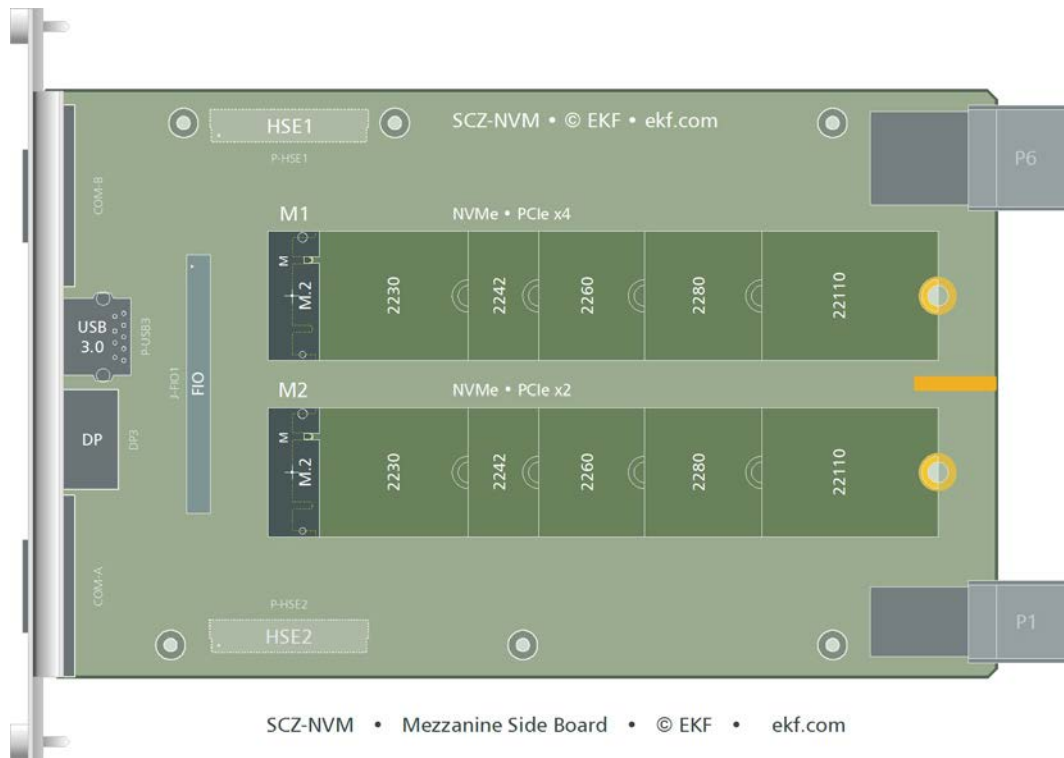 HSE1
SCZ-NVM • © EKF • ekf.com
P-HSE1
P6
COM-B
M1
NVMe • PCIe x4
M
M.2
2230
2242
2260
2280
22110
USB
3.0
P-USB3
J-FIO1
FIO
M2
NVMe • PCIe x2
DP
DP3
M
M.2
2230
2242
2260
2280
22110
COM-A
P-HSE2
HSE2
P1
SCZ-NVM • Mezzanine Side Board • © EKF • ekf.com